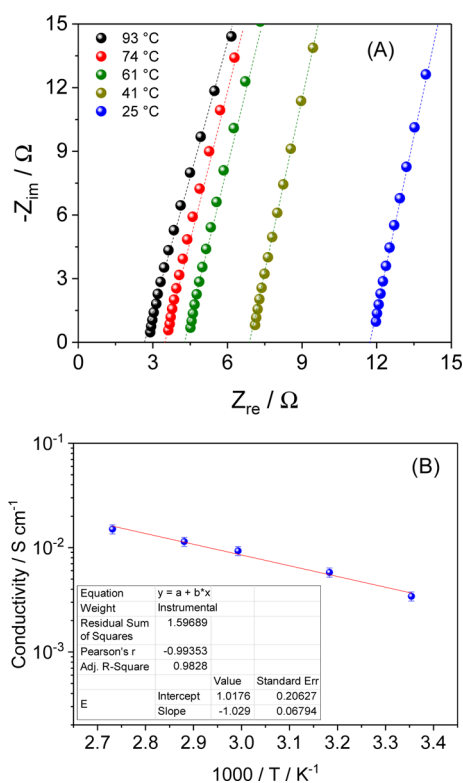 15
12
9
6
3
0
-Z_im / Ω
93 °C
74 °C
61 °C
41 °C
25 °C
(A)
0 3 6 9 12 15
Z_re / Ω
(B)
10⁻¹
10⁻²
10⁻³
Conductivity / S cm⁻¹
Equation y = a + b*x
Weight Instrumental
Residual Sum of Squares 1.59689
Pearson's r -0.99353
Adj. R-Square 0.9828
Value Standard Err
E Intercept 1.0176 0.20627
Slope -1.029 0.06794
2.7 2.8 2.9 3.0 3.1 3.2 3.3 3.4
1000 / T / K⁻¹